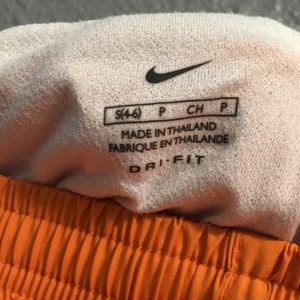 S(4-6) P CH P
MADE IN THAILAND
FABRIQUE EN THAILANDE
DRI•FIT